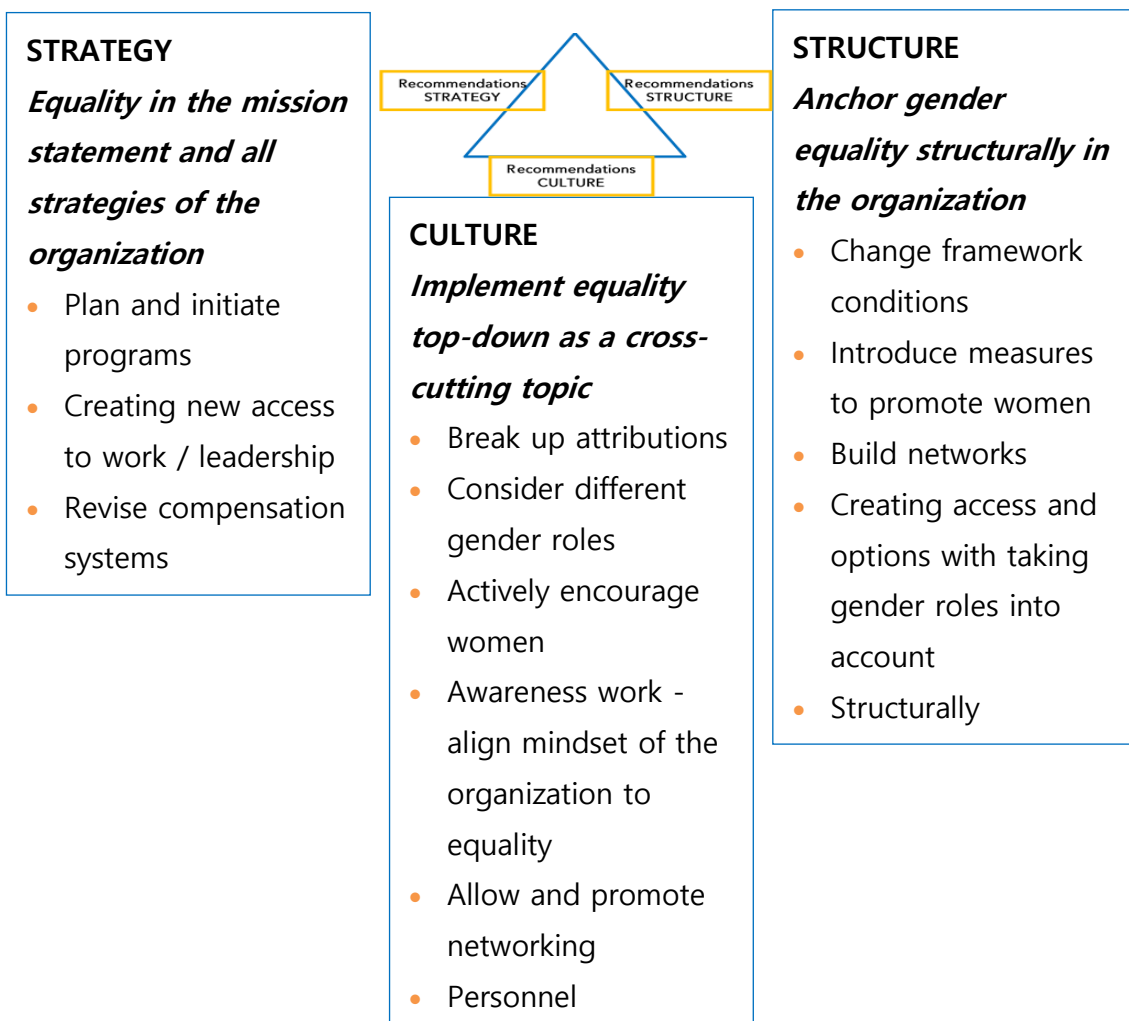 STRATEGY
Equality in the mission
statement and all
strategies of the
organization
• Plan and initiate
programs
• Creating new access
to work / leadership
• Revise compensation
systems
Recommendations
STRATEGY
Recommendations
STRUCTURE
Recommendations
CULTURE
CULTURE
Implement equality
top-down as a cross-
cutting topic
• Break up attributions
• Consider different
gender roles
• Actively encourage
women
• Awareness work -
align mindset of the
organization to
equality
• Allow and promote
networking
• Personnel
STRUCTURE
Anchor gender
equality structurally in
the organization
• Change framework
conditions
• Introduce measures
to promote women
• Build networks
• Creating access and
options with taking
gender roles into
account
• Structurally